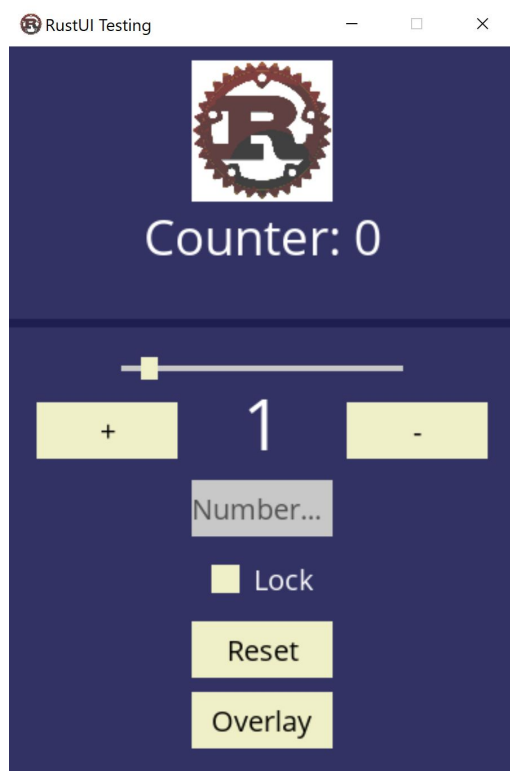 RustUI Testing
R
Counter: 0
+ 1 -
Number...
Lock
Reset
Overlay